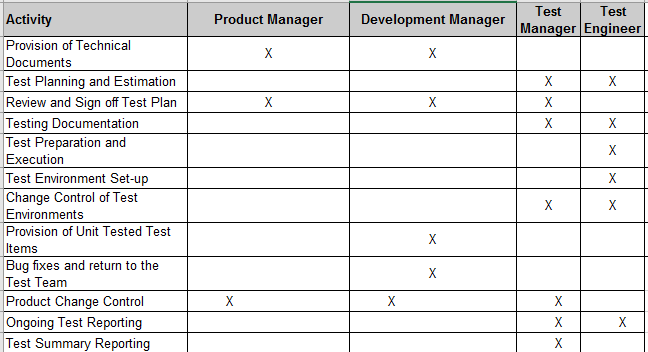 Activity Product Manager Development Manager Test Manager Test Engineer
Provision of Technical
Documents X X
Test Planning and Estimation X X
Review and Sign off Test Plan X X X
Testing Documentation X X
Test Preparation and
Execution X
Test Environment Set-up X
Change Control of Test
Environments X X
Provision of Unit Tested Test
Items X
Bug fixes and return to the
Test Team X
Product Change Control X X X
Ongoing Test Reporting X X
Test Summary Reporting X